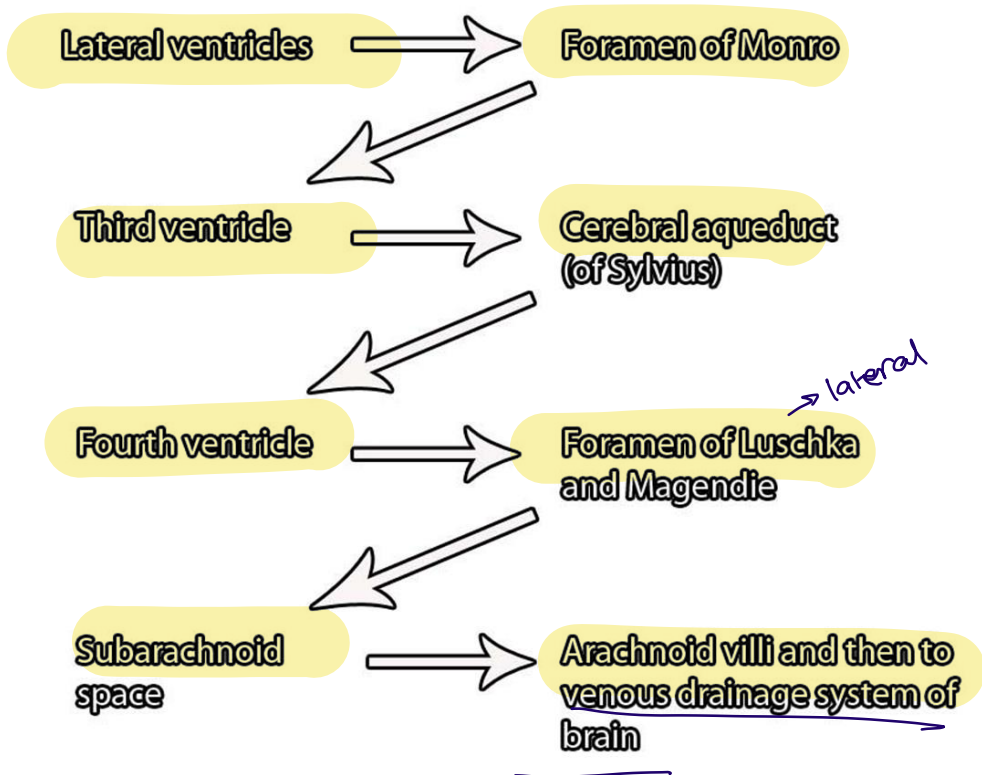 Lateral ventricles
Foramen of Monro
Third ventricle
Cerebral aqueduct
(of Sylvius)
lateral
Fourth ventricle
Foramen of Luschka
and Magendie
Subarachnoid
space
Arachnoid villi and then to
venous drainage system of
brain